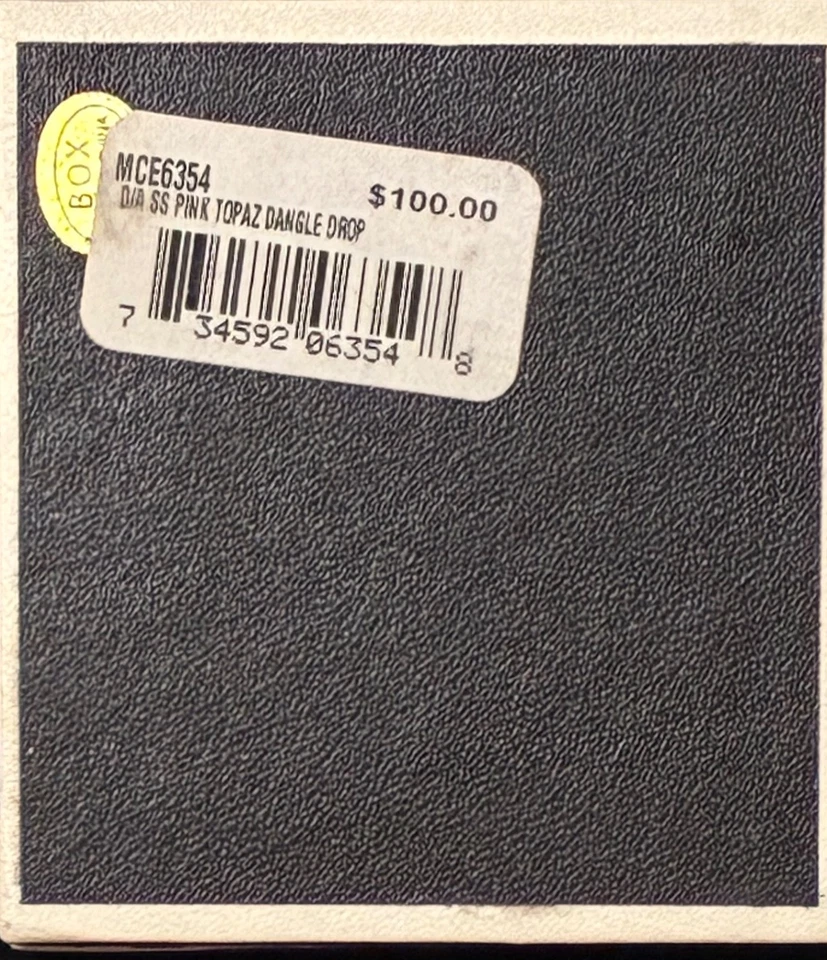 BOX
MCE6354
$100.00
D/A SS PINK TOPAZ DANGLE DROP
7 34592 06354 8